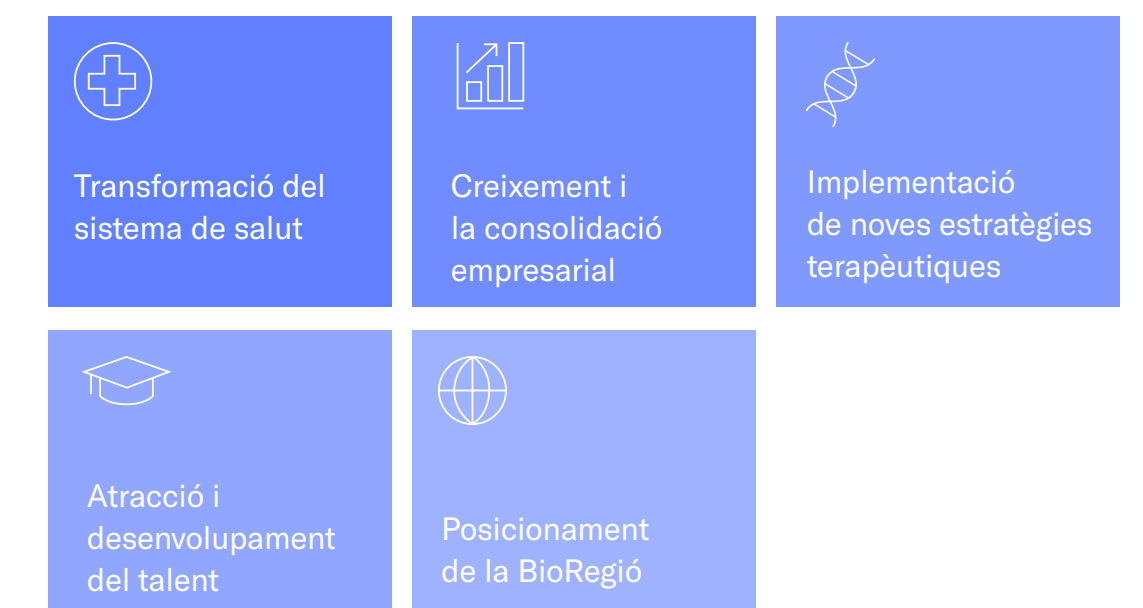 Transformació del
sistema de salut
Creixement i
la consolidació
empresarial
Implementació
de noves estratègies
terapèutiques
Atracció i
desenvolupament
del talent
Posicionament
de la BioRegió